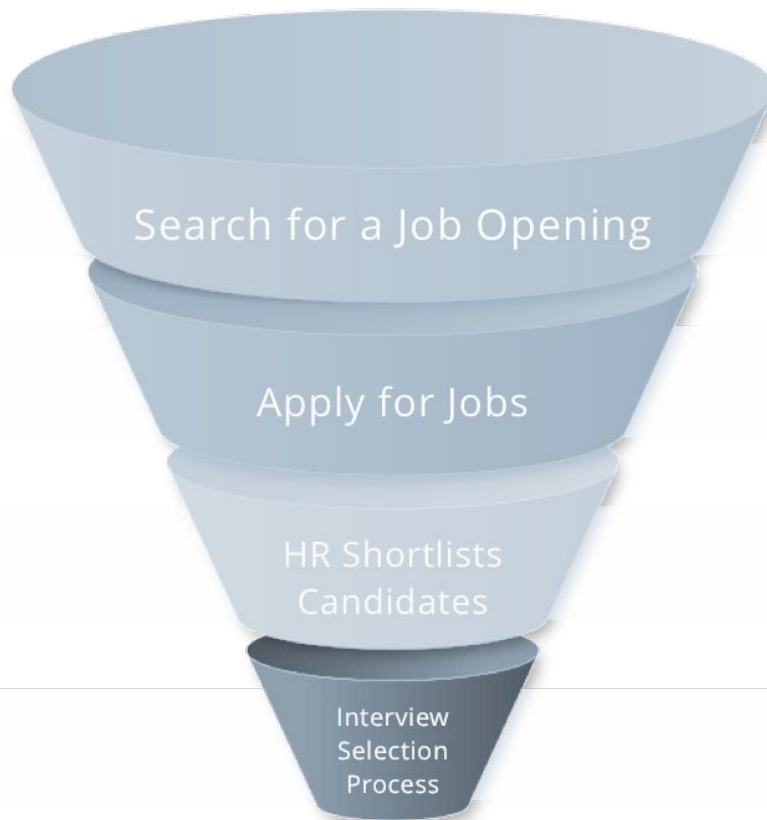 Search for a Job Opening
Apply for Jobs
HR Shortlists
Candidates
Interview
Selection
Process